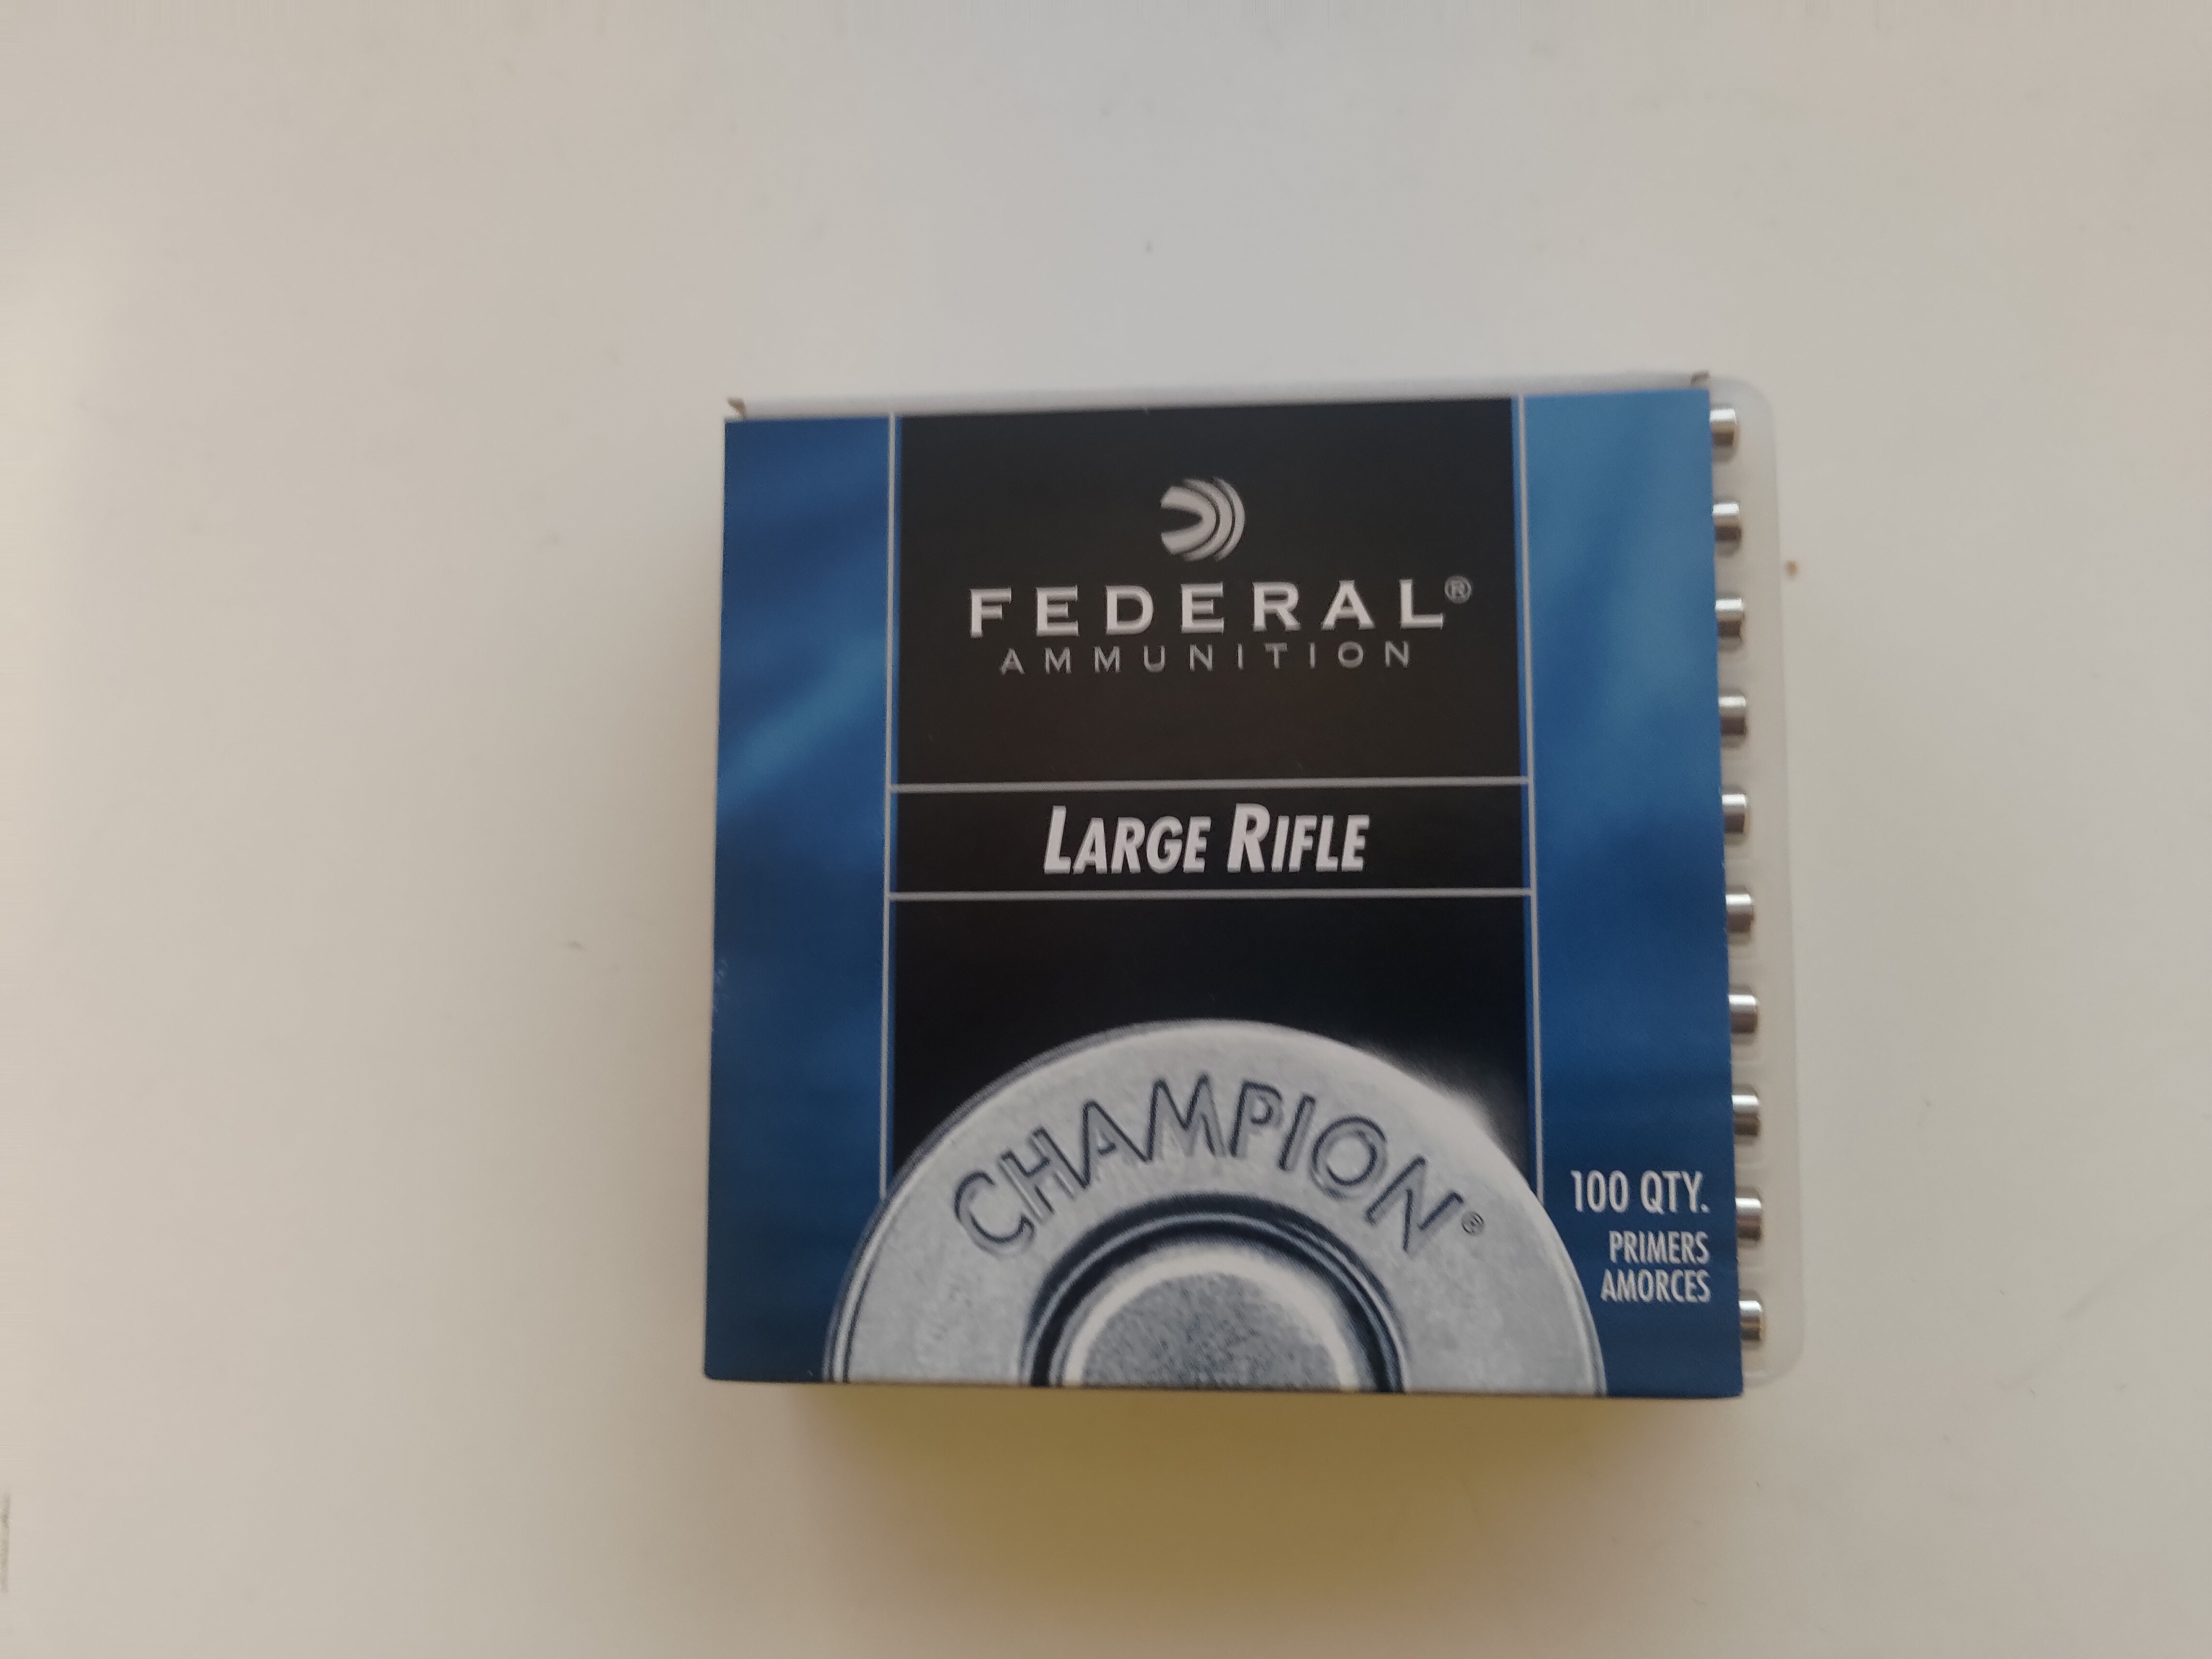 FEDERAL®
AMMUNITION
LARGE RIFLE
CHAMPION®
100 QTY.
PRIMERS
AMORCES